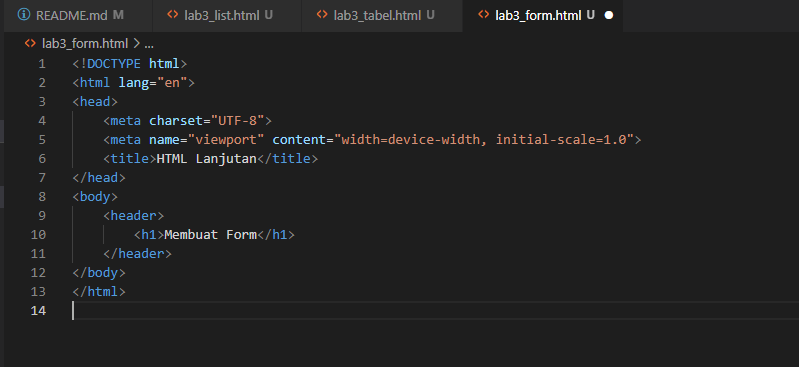 README.md M lab3_list.html U lab3_tabel.html U lab3_form.html U
lab3_form.html > ...
1 <!DOCTYPE html>
2 <html lang="en">
3 <head>
4 <meta charset="UTF-8">
5 <meta name="viewport" content="width=device-width, initial-scale=1.0">
6 <title>HTML Lanjutan</title>
7 </head>
8 <body>
9 <header>
10 <h1>Membuat Form</h1>
11 </header>
12 </body>
13 </html>
14